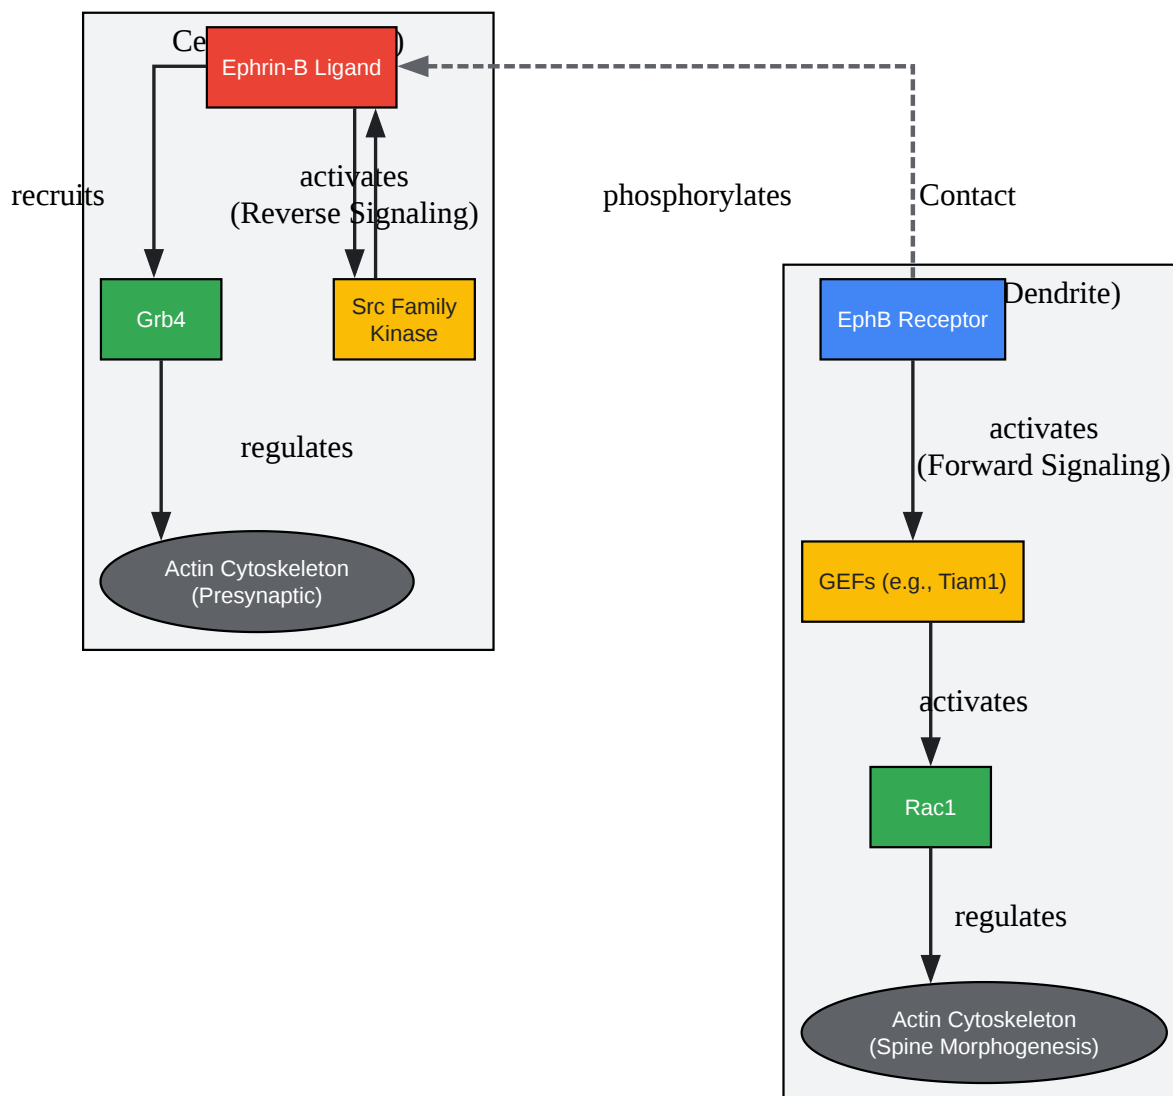 Ephrin-B Ligand
recruits
activates
(Reverse Signaling)
phosphorylates
Contact
Grb4
Src Family
Kinase
Dendrite)
EphB Receptor
regulates
activates
(Forward Signaling)
Actin Cytoskeleton
(Presynaptic)
GEFs (e.g., Tiam1)
activates
Rac1
regulates
Actin Cytoskeleton
(Spine Morphogenesis)